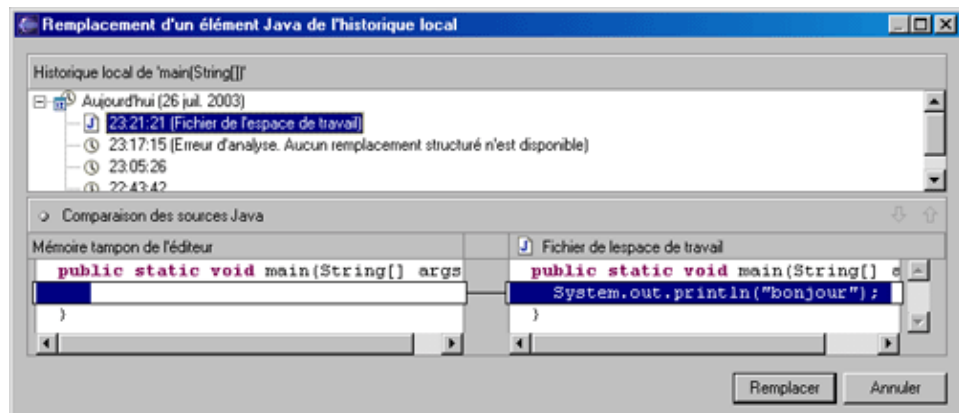 Remplacement d'un élément Java de l'historique local
Historique local de 'main(String[])'
Aujourd'hui (26 juil. 2003)
23:21:21 (Fichier de l'espace de travail)
23:17:15 (Erreur d'analyse. Aucun remplacement structuré n'est disponible)
23:05:26
22:43:42
Comparaison des sources Java
Mémoire tampon de l'éditeur
Fichier de lespace de travail
public static void main(String[] args
}
public static void main(String[]
System.out.println("bonjour");
}
Remplacer
Annuler